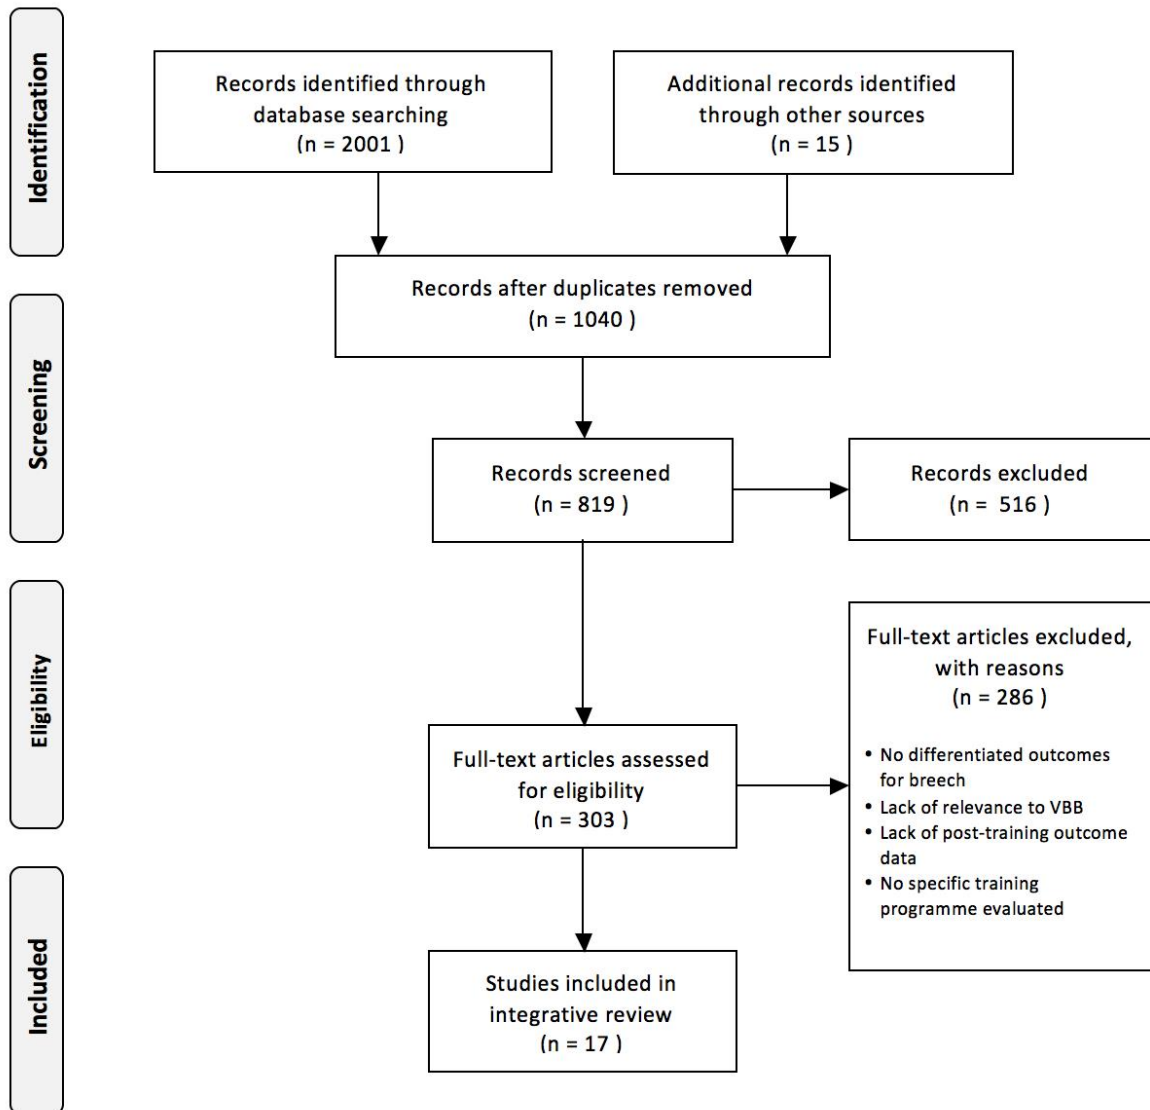 Identification
Records identified through
database searching
(n = 2001 )
Additional records identified
through other sources
(n = 15 )
Records after duplicates removed
(n = 1040 )
Screening
Records screened
(n = 819 )
Records excluded
(n =  516 )
Eligibility
Full-text articles assessed
for eligibility
(n = 303 )
Full-text articles excluded,
with reasons
(n = 286 )
• No differentiated outcomes
for breech
• Lack of relevance to VBB
• Lack of post-training outcome
data
• No specific training
programme evaluated
Included
Studies included in
integrative review
(n = 17 )